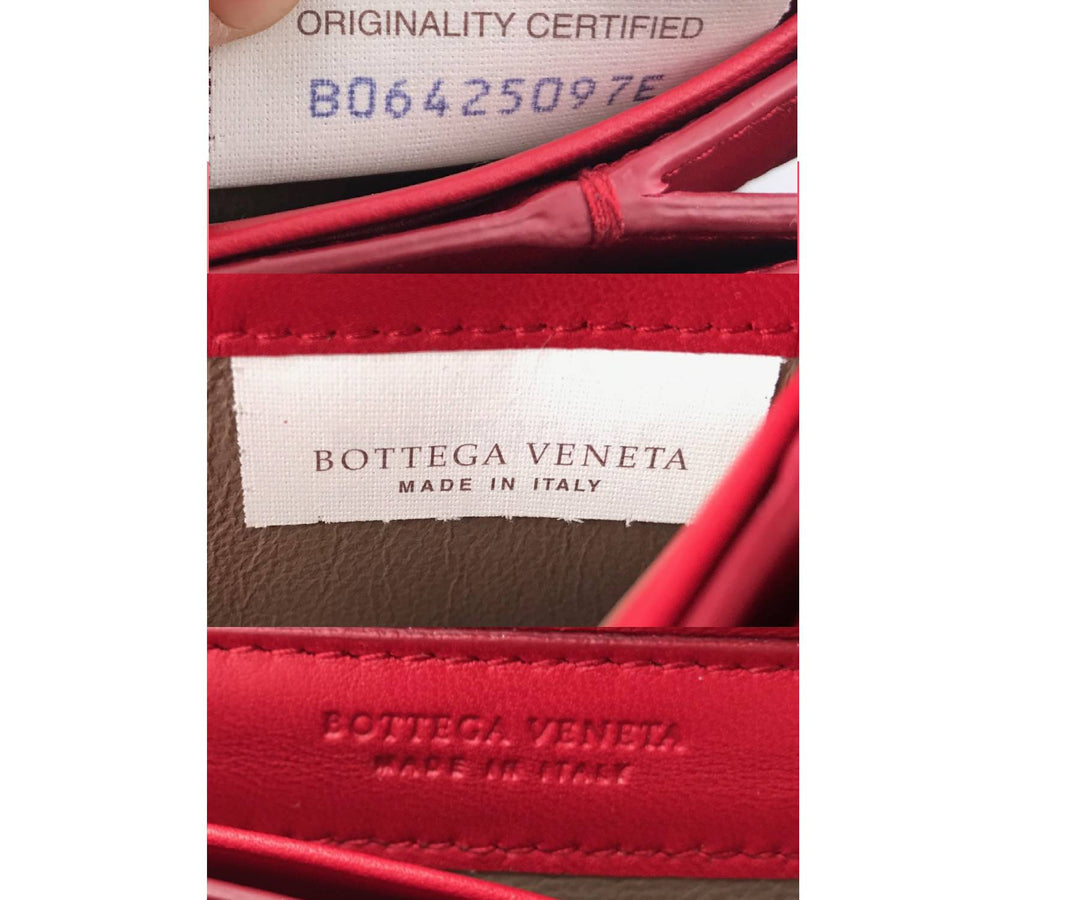 ORIGINALITY CERTIFIED
B06425097E
BOTTEGA VENETA
MADE IN ITALY
BOTTEGA VENETA
MADE IN ITALY